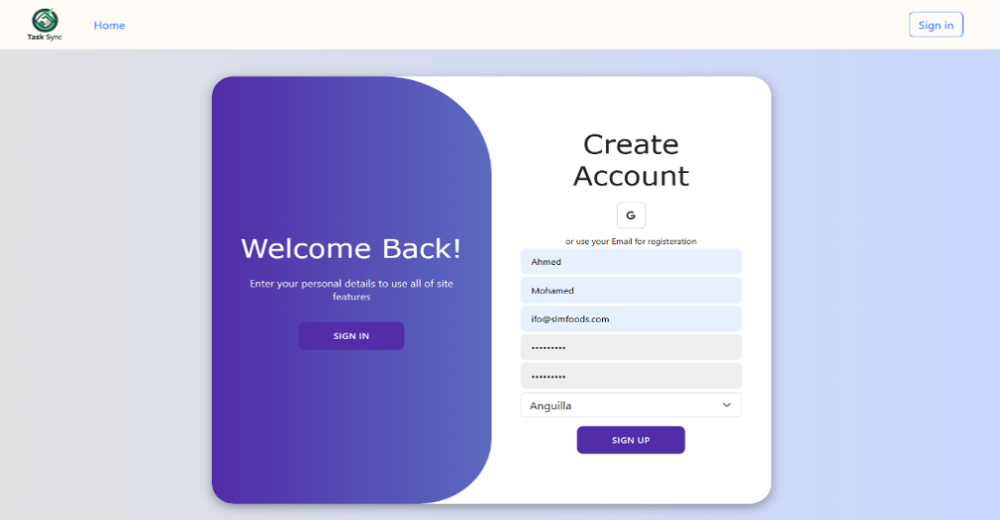 Task Sync
Home
Sign in
Welcome Back!
Enter your personal details to use all of site
features
SIGN IN
Create
Account
G
or use your Email for registeration
Ahmed
Mohamed
ifo@slmfoods.com
•••••••••
•••••••••
Anguilla
SIGN UP